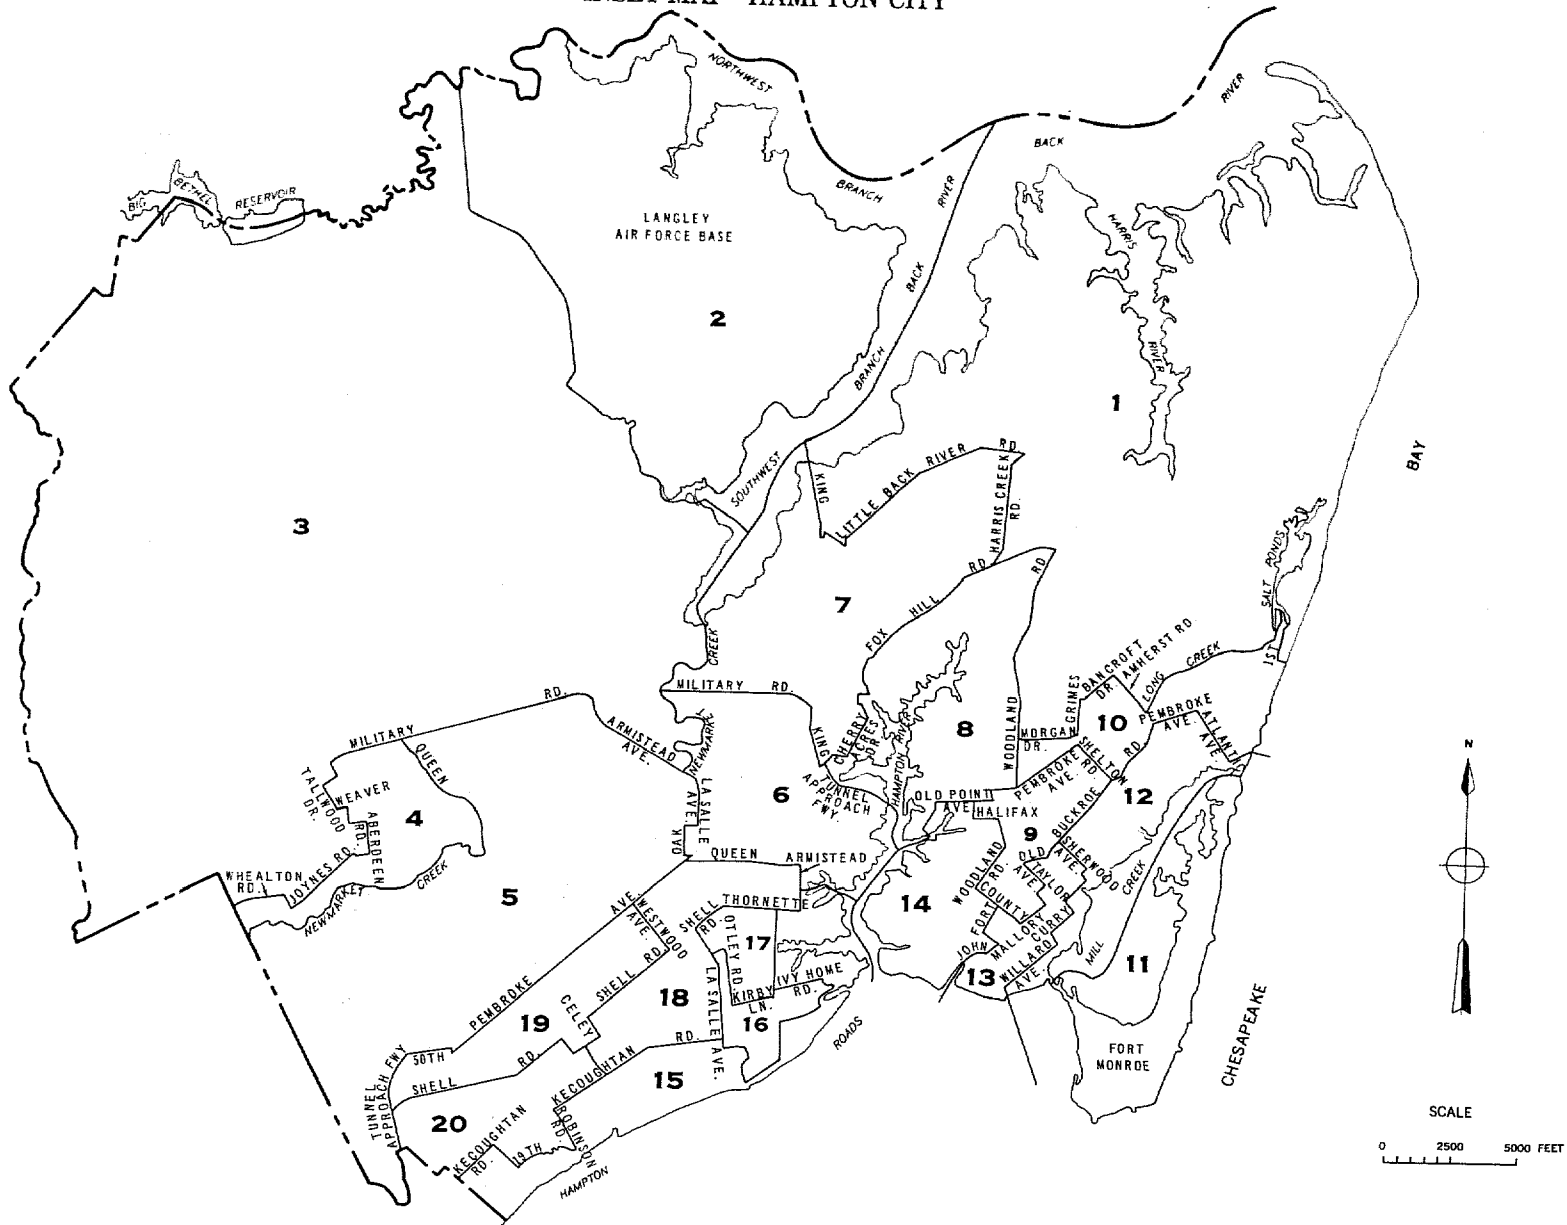 MAP HAMPTON CITY
NORTHWEST
BRANCH
BACK
RIVER
BIG
BETHEL
RESERVOIR
LANGLEY
AIR FORCE BASE
HARRIS
RIVER
SOUTHWEST
BRANCH
BACK
RIVER
1
2
3
BAY
KING
LITTLE BACK RIVER RD
HARRIS CREEK
RD.
7
FOX HILL RD
RD
SALT PONDS
1ST
CREEK
MILITARY RD.
KING
CHERRY
ACRES
DR.
HAMPTON RIVER
8
WOODLAND
MORGAN
DR.
GRIMES
BANCROFT
DR.
AMHERST RD.
LONG
CREEK
10
PEMBROKE
AVE.
ATLANTIC
AVE.
MILITARY RD.
ARMISTEAD
AVE.
NEWMARKET
QUEEN
TALLWOOD
DR.
WEAVER
RD.
4
ABERDEEN
JOYNES RD.
WHEALTON
RD.
NEWMARKET
CREEK
LA SALLE
AVE.
OAK
6
TUNNEL
APPROACH
FWY.
OLD POINT
AVE
HALIFAX
PEMBROKE
AVE.
SHELTON
RD.
BUCKROE
RD.
12
9
5
QUEEN
ARMISTEAD
AVE.
WESTWOOD
AVE.
SHELL
RD.
THORNETTE
OTLEY RD.
17
14
WOODLAND
RD.
OLD
AVE
SHERWOOD
AVE.
TAYLOR
COUNTY
FORT
MALLORY
CURRY
JOHN
13
WILLARD
AVE.
MILL
CREEK
11
PEMBROKE
CELEY
SHELL RD
18
LA SALLE AVE.
KIRBY
LN.
IVY HOME
RD.
16
19
50TH
SHELL RD.
KECOUGHTAN RD.
15
ROADS
TUNNEL
APPROACH FWY
20
KECOUGHTAN
RD.
19TH
ROBINSON
RD.
HAMPTON
FORT
MONROE
CHESAPEAKE
N
SCALE
0 2500 5000 FEET